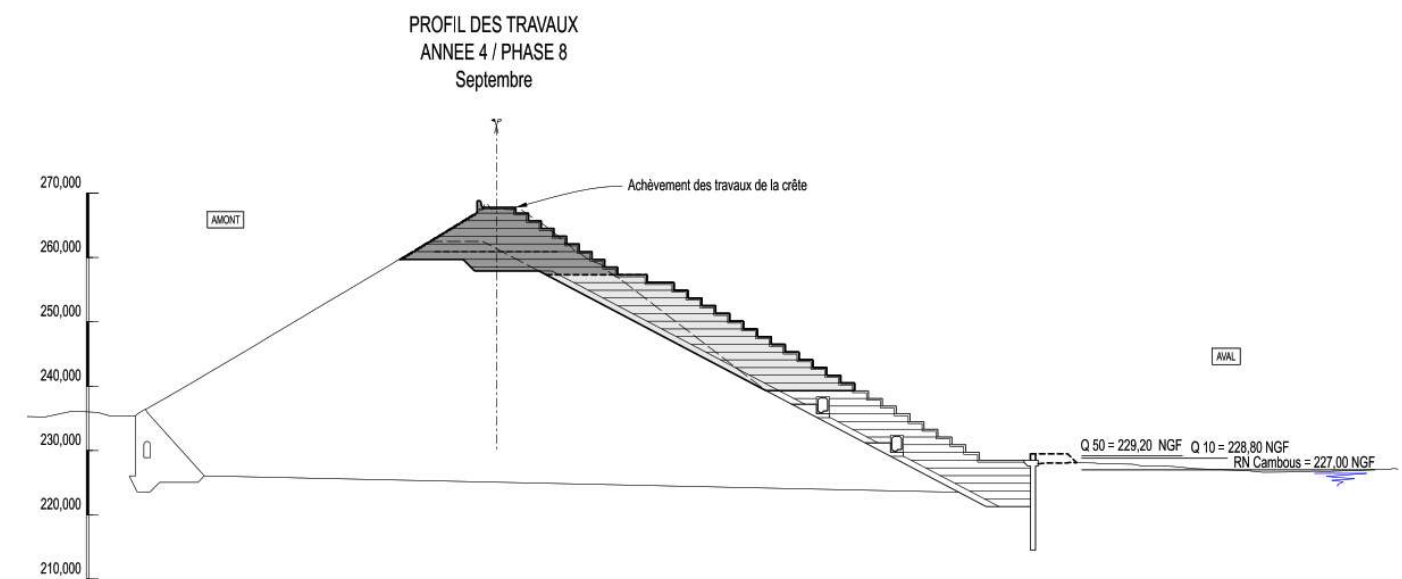 PROFIL DES TRAVAUX
ANNEE 4 / PHASE 8
Septembre
270,000
Achèvement des travaux de la crête
AMONT
260,000
250,000
AVAL
240,000
230,000
Q 50 = 229,20 NGF Q 10 = 228,80 NGF
RN Cambous = 227,00 NGF
220,000
210,000